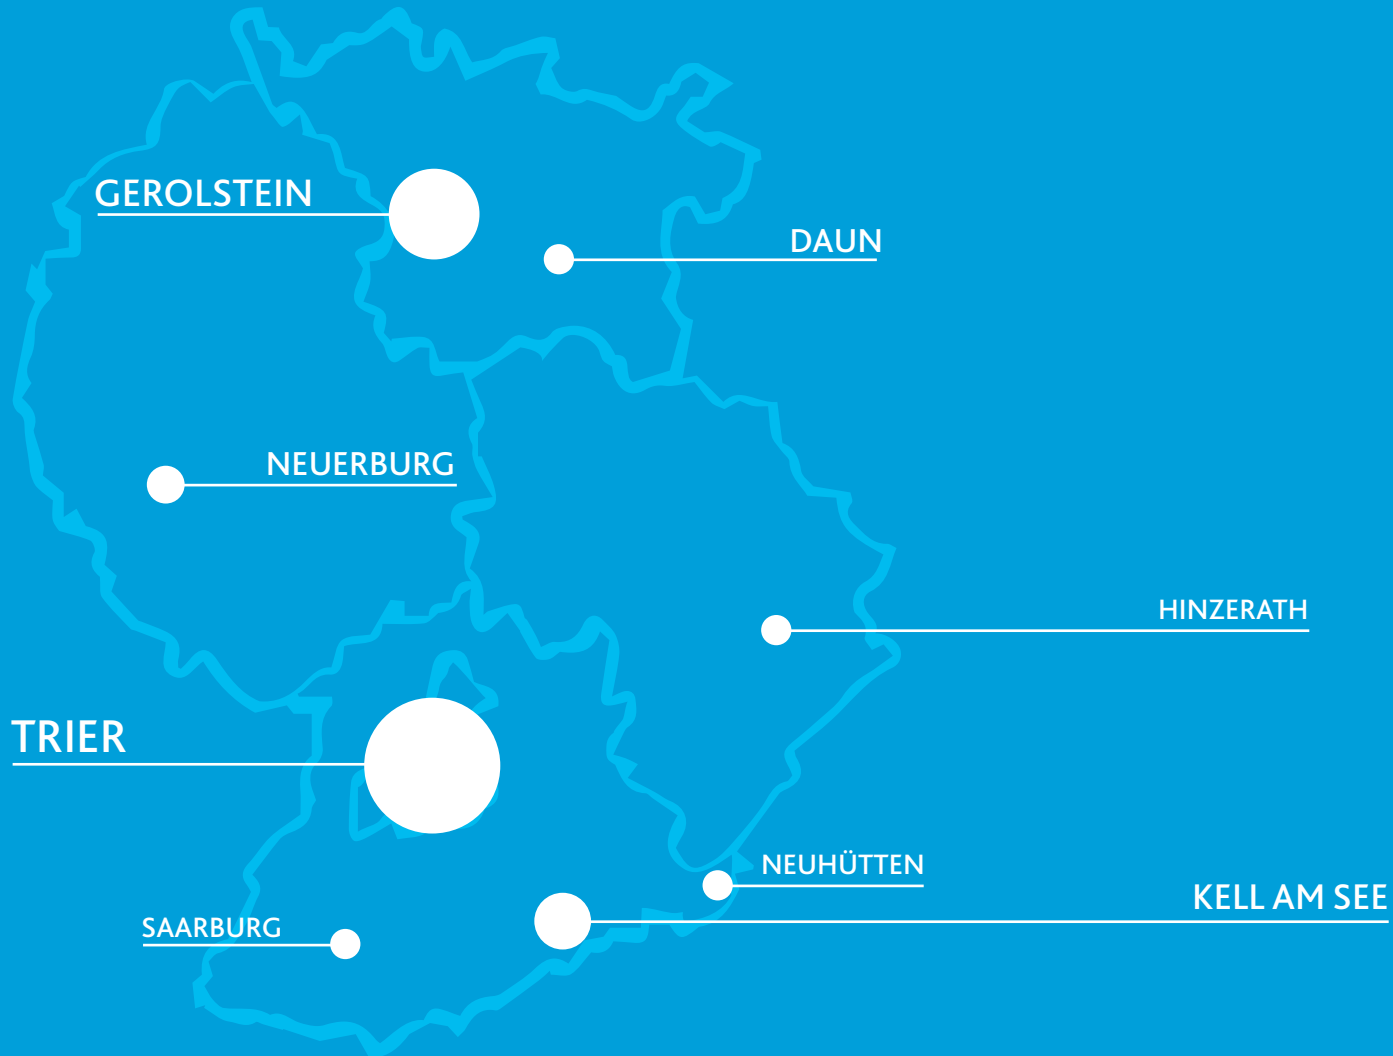 GEROLSTEIN
DAUN
NEUERBURG
HINZERATH
TRIER
NEUHÜTTEN
KELL AM SEE
SAARBURG